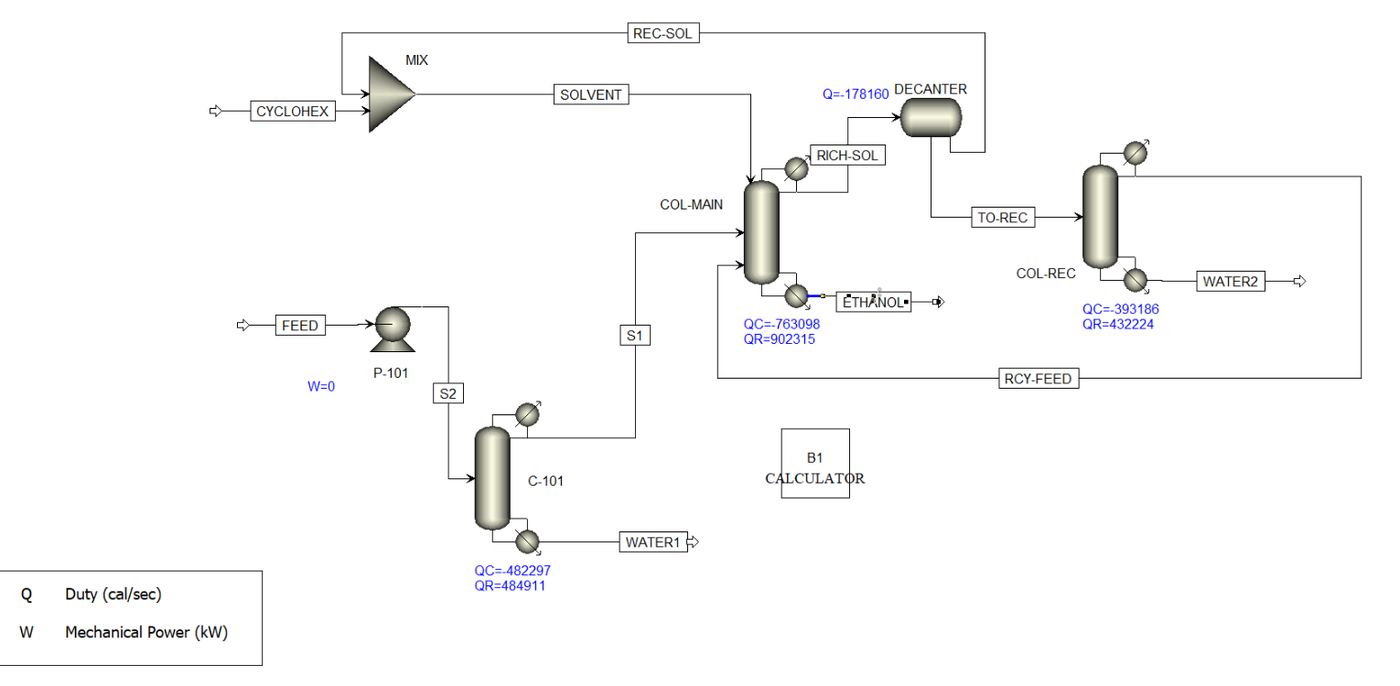 REC-SOL
MIX
CYCLOHEX
SOLVENT
Q=-178160
DECANTER
RICH-SOL
COL-MAIN
TO-REC
COL-REC
WATER2
QC=-393186
QR=432224
ETHANOL
QC=-763098
QR=902315
FEED
P-101
W=0
S1
S2
RCY-FEED
C-101
B1
CALCULATOR
WATER1
QC=-482297
QR=484911
Q Duty (cal/sec)
W Mechanical Power (kW)